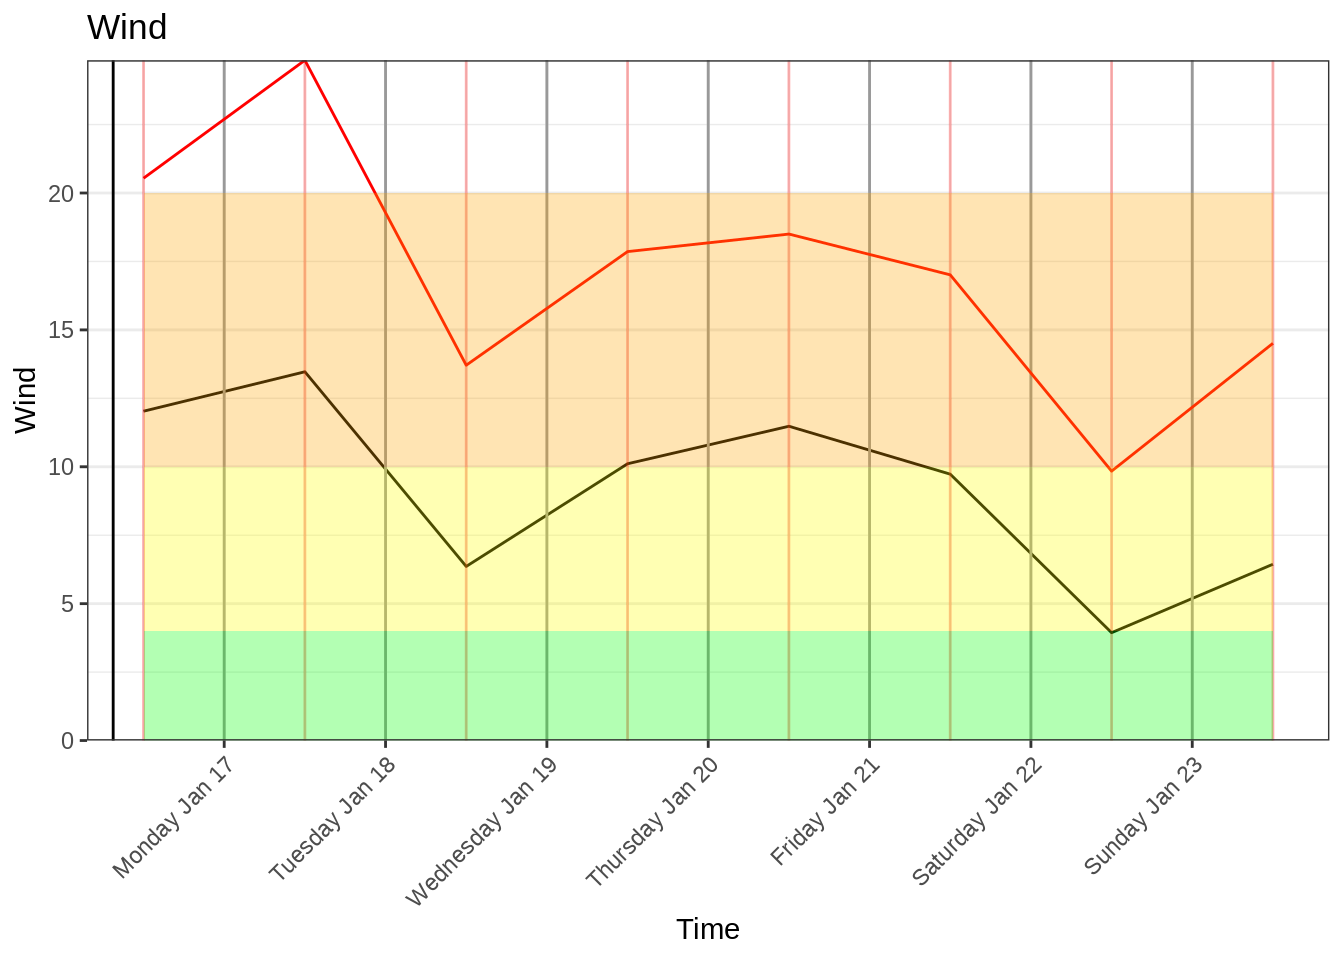 Wind
Wind
20
15
10
5
0
Monday Jan 17
Tuesday Jan 18
Wednesday Jan 19
Thursday Jan 20
Friday Jan 21
Saturday Jan 22
Sunday Jan 23
Time